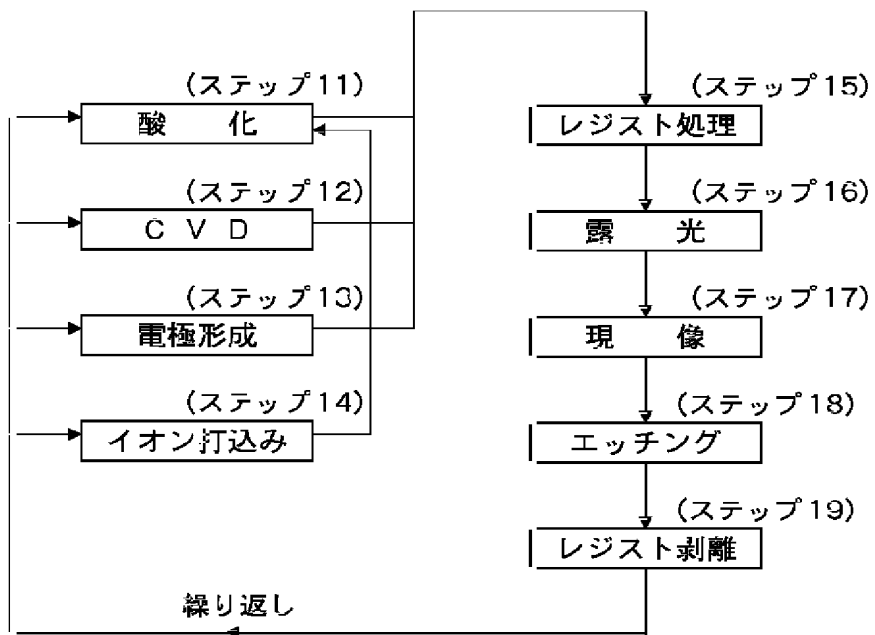 (ステップ11)
酸 化
(ステップ12)
C V D
(ステップ13)
電極形成
(ステップ14)
イオン打込み
(ステップ15)
レジスト処理
(ステップ16)
露 光
(ステップ17)
現 像
(ステップ18)
エッチング
(ステップ19)
レジスト剥離
繰り返し